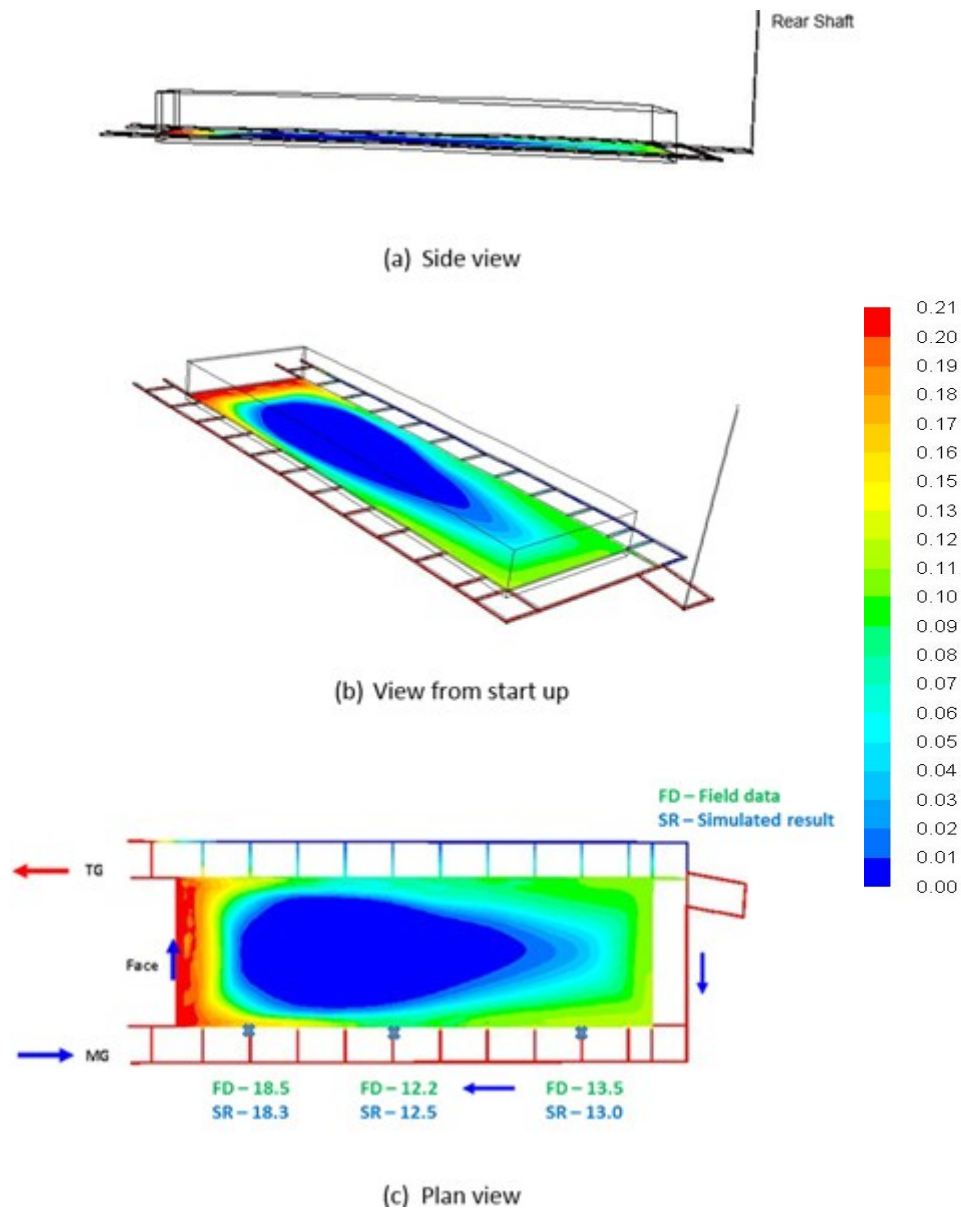 Rear Shaft
(a) Side view
0.21
0.20
0.19
0.18
0.17
0.16
0.15
0.13
0.12
0.11
0.10
0.09
0.08
0.07
0.06
0.05
0.04
0.03
0.02
0.01
0.00
(b) View from start up
FD – Field data
SR – Simulated result
TG
Face
MG
FD – 18.5 FD – 12.2 FD – 13.5
SR – 18.3 SR – 12.5 SR – 13.0
(c) Plan view